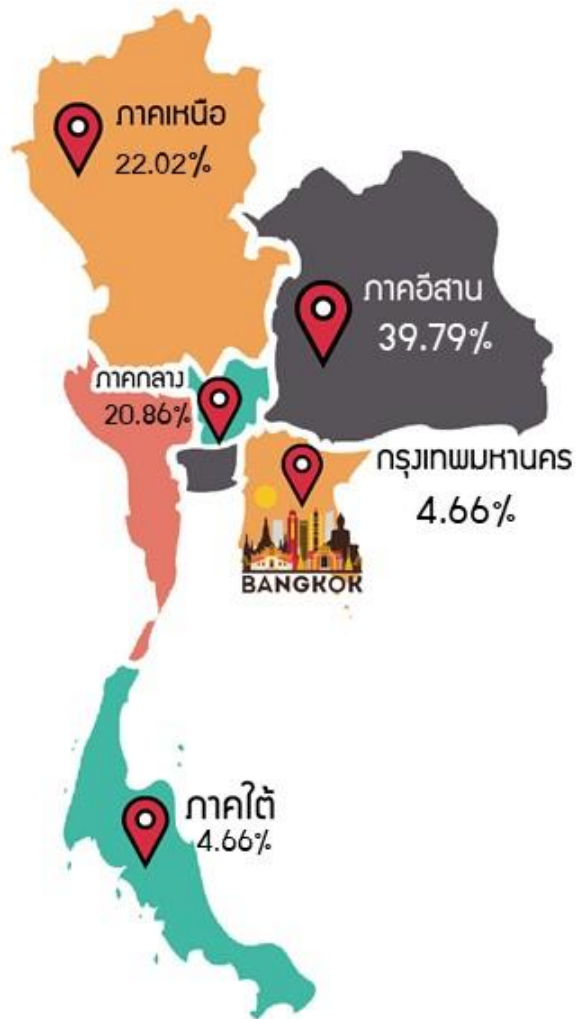 ภาคเหนือ
22.02%
ภาคอีสาน
39.79%
ภาคกลาง
20.86%
กรุงเทพมหานคร
4.66%
BANGKOK
ภาคใต้
4.66%